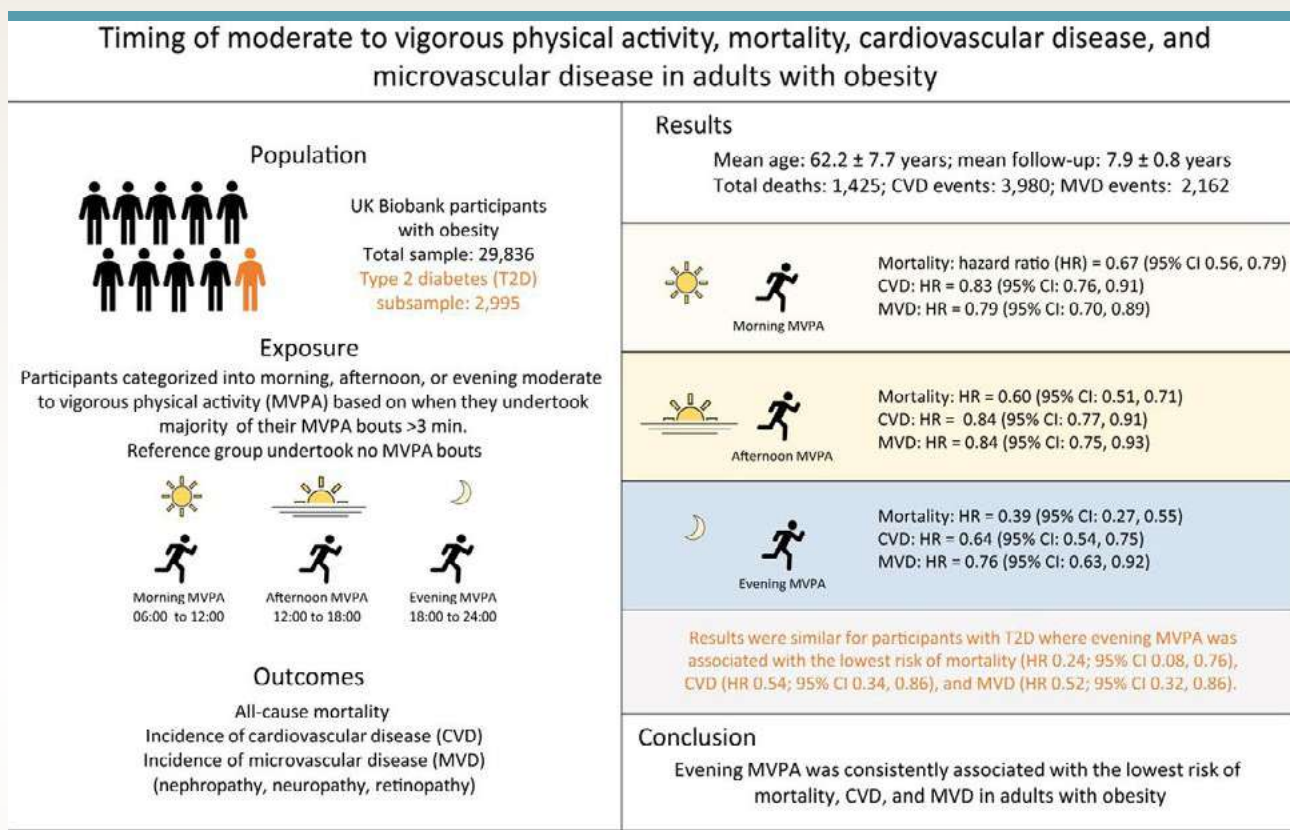 Timing of moderate to vigorous physical activity, mortality, cardiovascular disease, and
microvascular disease in adults with obesity
Population
UK Biobank participants
with obesity
Total sample: 29,836
Type 2 diabetes (T2D)
subsample: 2,995
Exposure
Participants categorized into morning, afternoon, or evening moderate
to vigorous physical activity (MVPA) based on when they undertook
majority of their MVPA bouts >3 min.
Reference group undertook no MVPA bouts
Morning MVPA
06:00 to 12:00
Afternoon MVPA
12:00 to 18:00
Evening MVPA
18:00 to 24:00
Outcomes
All-cause mortality
Incidence of cardiovascular disease (CVD)
Incidence of microvascular disease (MVD)
(nephropathy, neuropathy, retinopathy)
Results
Mean age: 62.2 ± 7.7 years; mean follow-up: 7.9 ± 0.8 years
Total deaths: 1,425; CVD events: 3,980; MVD events: 2,162
Morning MVPA
Mortality: hazard ratio (HR) = 0.67 (95% CI 0.56, 0.79)
CVD: HR = 0.83 (95% CI: 0.76, 0.91)
MVD: HR = 0.79 (95% CI: 0.70, 0.89)
Afternoon MVPA
Mortality: HR = 0.60 (95% CI: 0.51, 0.71)
CVD: HR = 0.84 (95% CI: 0.77, 0.91)
MVD: HR = 0.84 (95% CI: 0.75, 0.93)
Evening MVPA
Mortality: HR = 0.39 (95% CI: 0.27, 0.55)
CVD: HR = 0.64 (95% CI: 0.54, 0.75)
MVD: HR = 0.76 (95% CI: 0.63, 0.92)
Results were similar for participants with T2D where evening MVPA was
associated with the lowest risk of mortality (HR 0.24; 95% CI 0.08, 0.76),
CVD (HR 0.54; 95% CI 0.34, 0.86), and MVD (HR 0.52; 95% CI 0.32, 0.86).
Conclusion
Evening MVPA was consistently associated with the lowest risk of
mortality, CVD, and MVD in adults with obesity